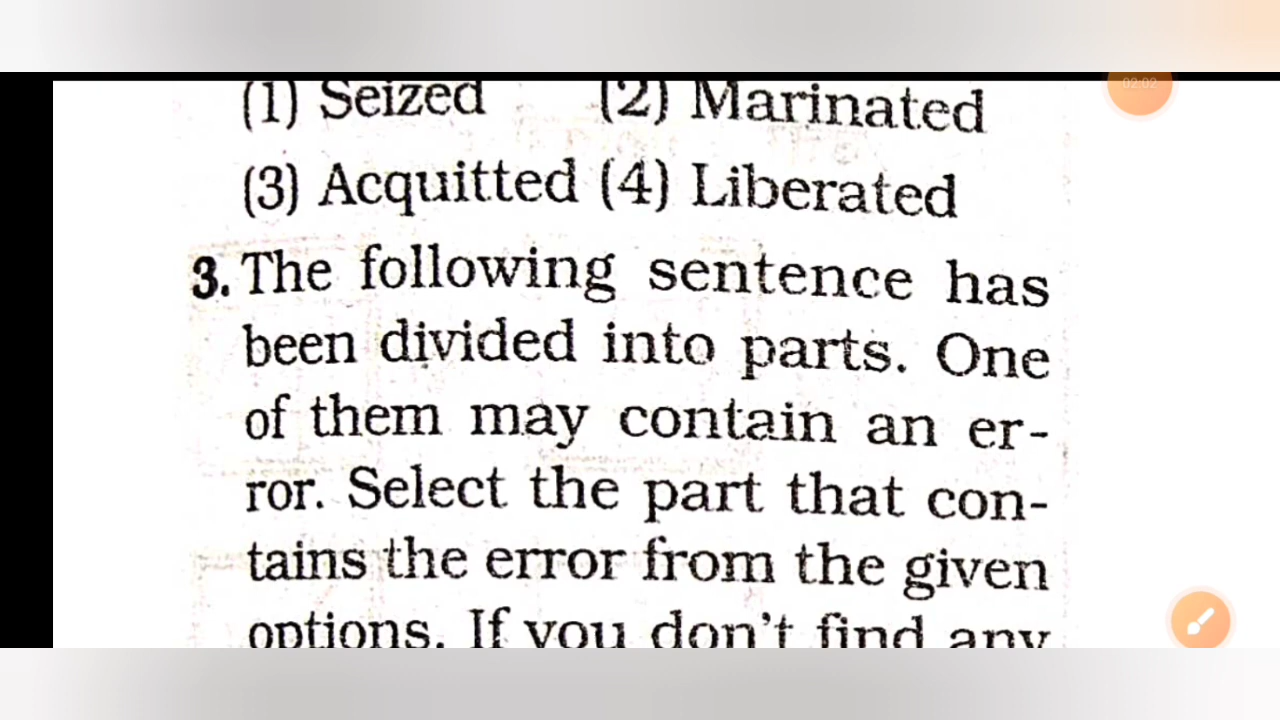 02:02
(1) Seized (2) Marinated
(3) Acquitted (4) Liberated
3. The following sentence has
been divided into parts. One
of them may contain an er-
ror. Select the part that con-
tains the error from the given
options. If you don't find any